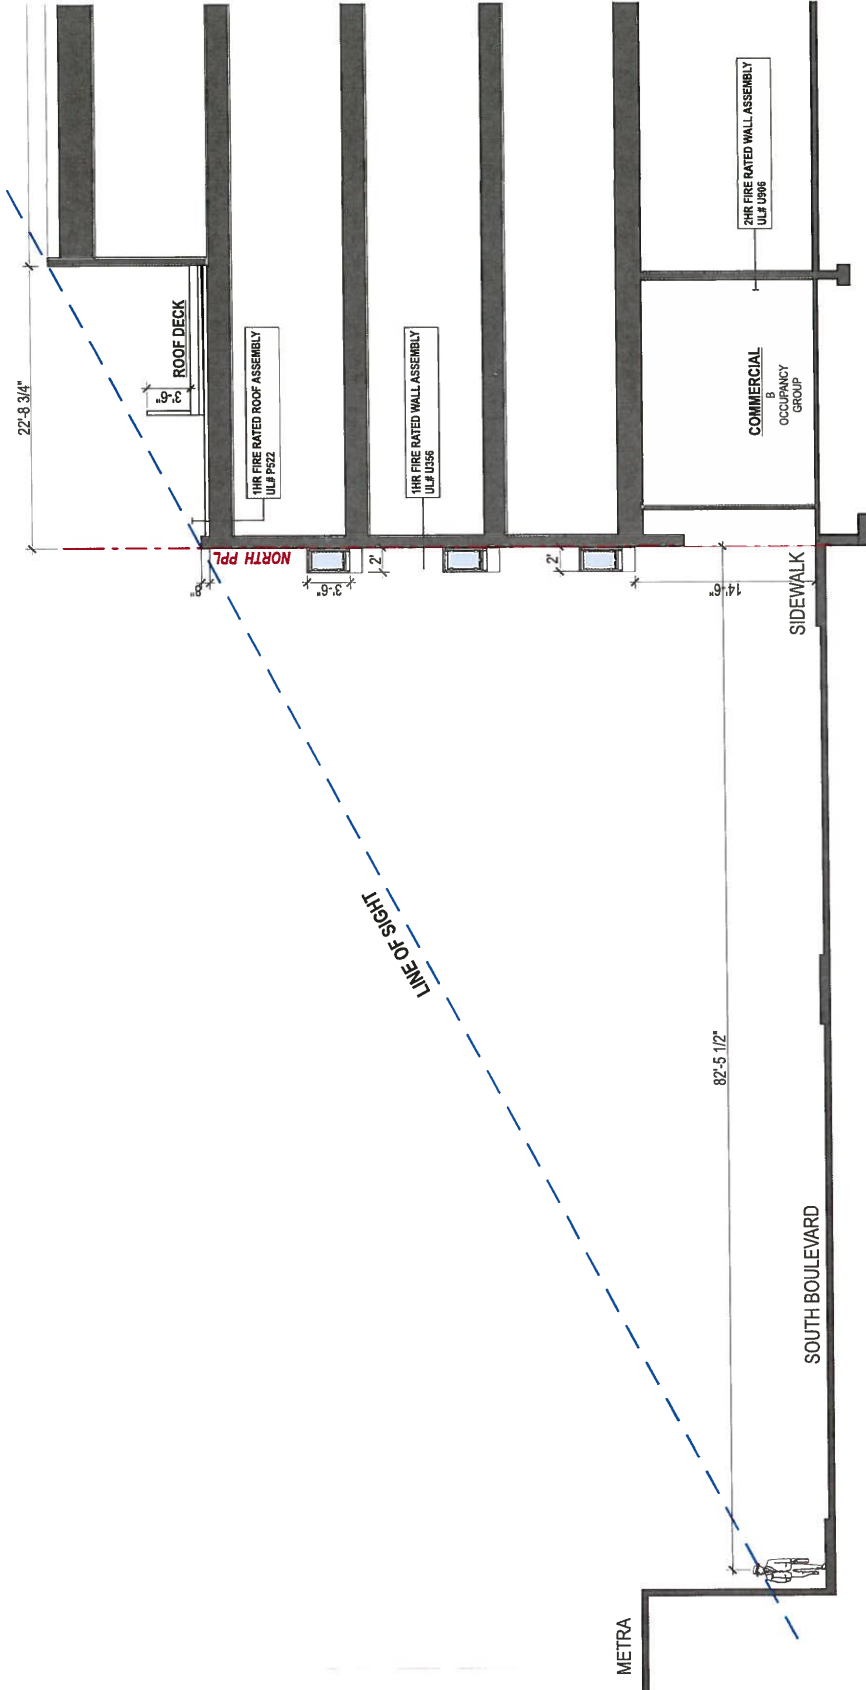 22'-8 3/4"
ROOF DECK
3'-6"
1HR FIRE RATED ROOF ASSEMBLY
UL# P522
1HR FIRE RATED WALL ASSEMBLY
UL# U356
2HR FIRE RATED WALL ASSEMBLY
UL# U906
COMMERCIAL
B
OCCUPANCY
GROUP
NORTH PPL
8"
3'-6"
2'
2'
14'-6"
SIDEWALK
LINE OF SIGHT
82'-5 1/2"
SOUTH BOULEVARD
METRA